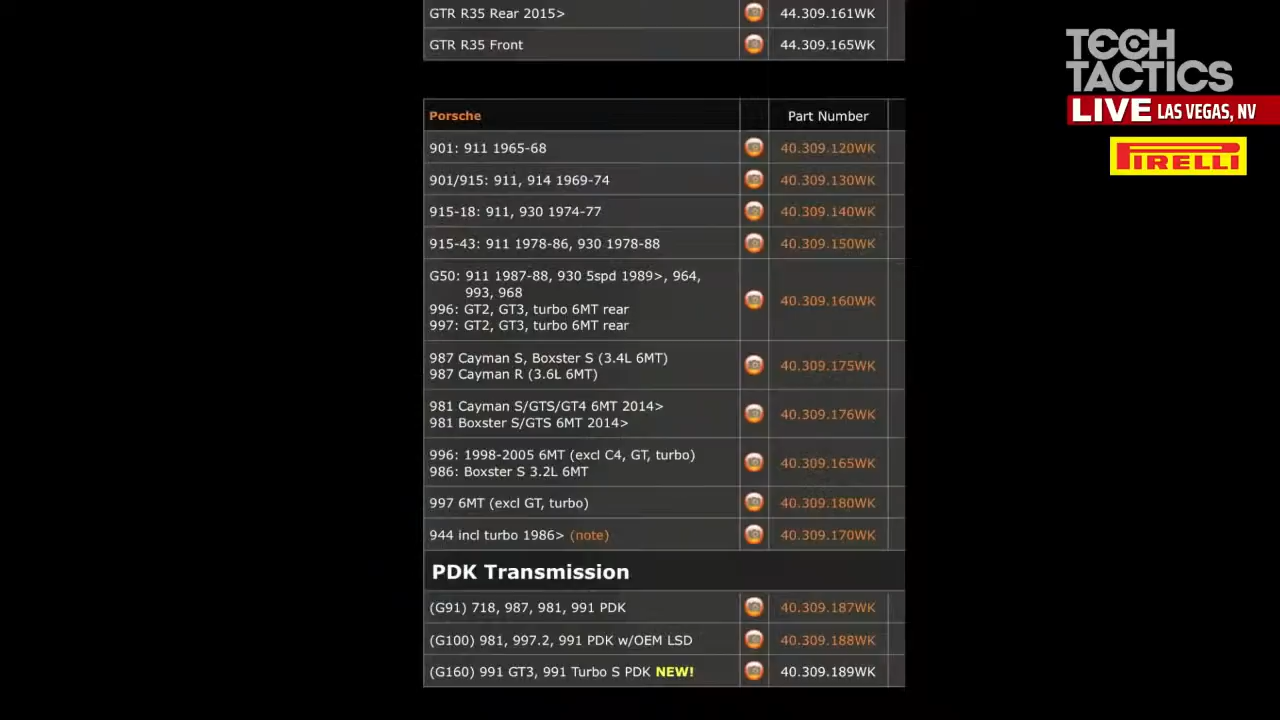 GTR R35 Rear 2015> 44.309.161WK
GTR R35 Front 44.309.165WK
TECH
TACTICS
LIVE LAS VEGAS, NV
PIRELLI
Porsche Part Number
901: 911 1965-68 40.309.120WK
901/915: 911, 914 1969-74 40.309.130WK
915-18: 911, 930 1974-77 40.309.140WK
915-43: 911 1978-86, 930 1978-88 40.309.150WK
G50: 911 1987-88, 930 5spd 1989>, 964,
993, 968
996: GT2, GT3, turbo 6MT rear
997: GT2, GT3, turbo 6MT rear
40.309.160WK
987 Cayman S, Boxster S (3.4L 6MT)
987 Cayman R (3.6L 6MT)
40.309.175WK
981 Cayman S/GTS/GT4 6MT 2014>
981 Boxster S/GTS 6MT 2014>
40.309.176WK
996: 1998-2005 6MT (excl C4, GT, turbo)
986: Boxster S 3.2L 6MT
40.309.165WK
997 6MT (excl GT, turbo) 40.309.180WK
944 incl turbo 1986> (note) 40.309.170WK
PDK Transmission
(G91) 718, 987, 981, 991 PDK 40.309.187WK
(G100) 981, 997.2, 991 PDK w/OEM LSD 40.309.188WK
(G160) 991 GT3, 991 Turbo S PDK NEW! 40.309.189WK